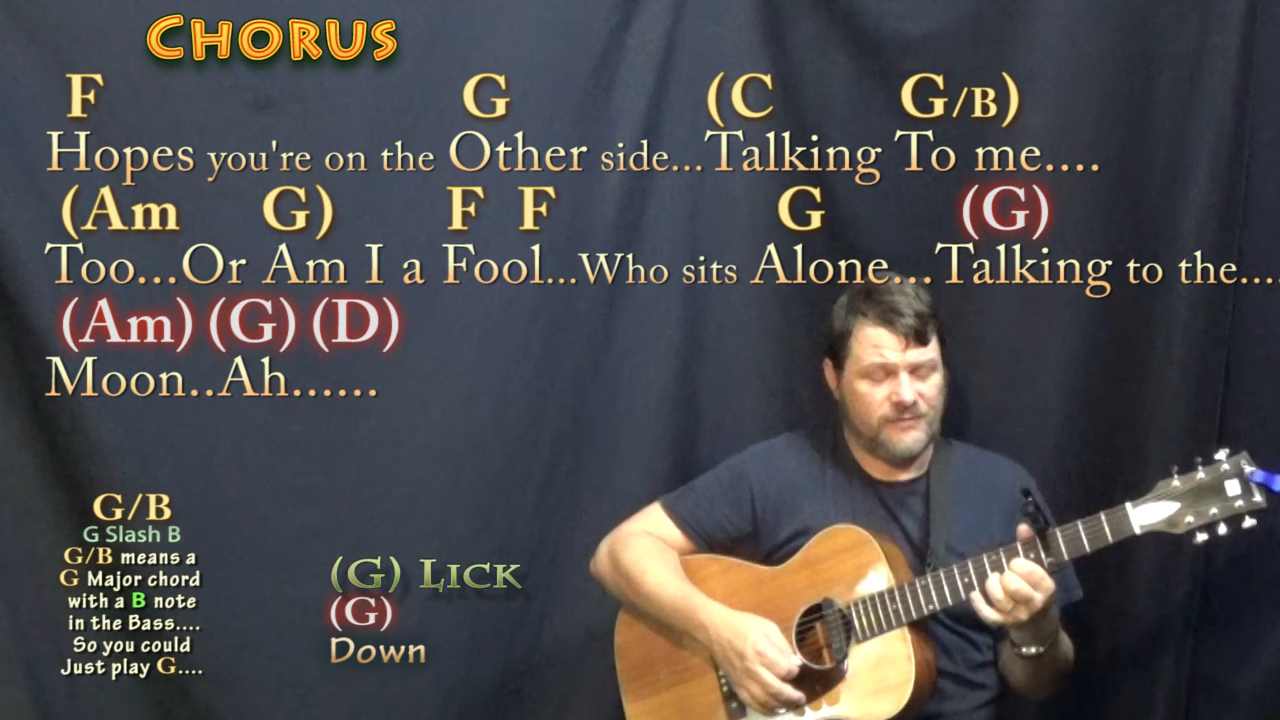 CHORUS
F G (C G/B)
Hopes you're on the Other side...Talking To me....
(Am G) F F G (G)
Too...Or Am I a Fool...Who sits Alone...Talking to the...
(Am) (G) (D)
Moon..Ah......
G/B
G Slash B
G/B means a
G Major chord
with a B note
in the Bass....
So you could
Just play G....
(G) LICK
(G)
Down